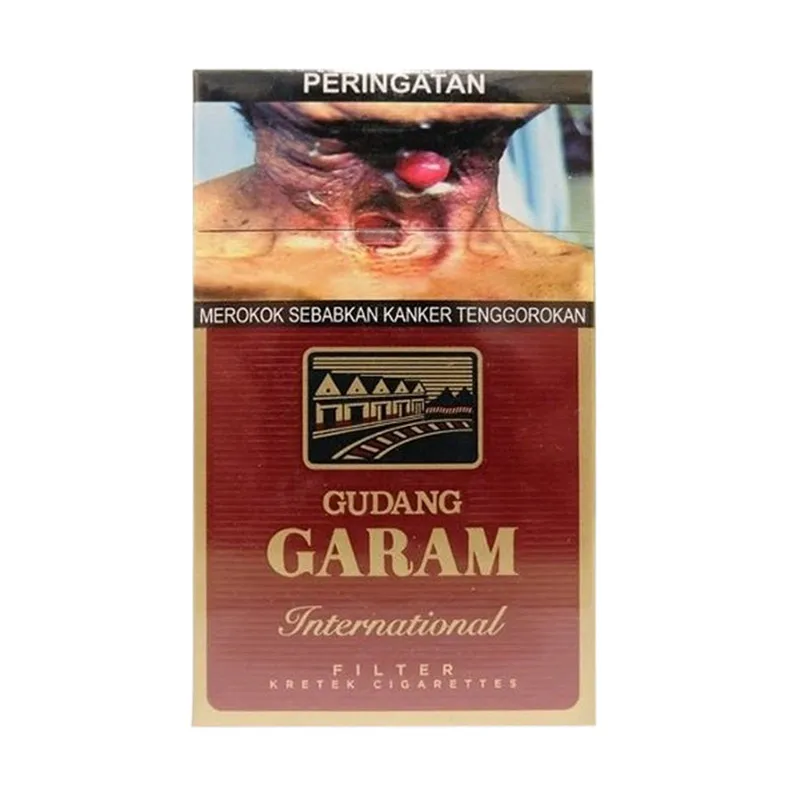 PERINGATAN
MEROKOK SEBABKAN KANKER TENGGOROKAN
GUDANG
GARAM
International
FILTER
KRETEK CIGARETTES